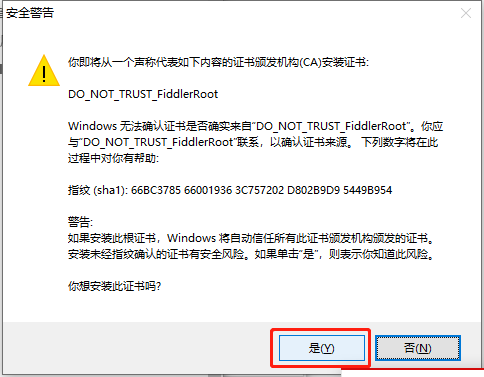 安全警告
你即将从一个声称代表如下内容的证书颁发机构(CA)安装证书:
DO_NOT_TRUST_FiddlerRoot
Windows 无法确认证书是否确实来自"DO_NOT_TRUST_FiddlerRoot"。你应
与"DO_NOT_TRUST_FiddlerRoot"联系，以确认证书来源。 下列数字将在此
过程中对你有帮助:
指纹 (sha1): 66BC3785 66001936 3C757202 D802B9D9 5449B954
警告:
如果安装此根证书，Windows 将自动信任所有此证书颁发机构颁发的证书。
安装未经指纹确认的证书有安全风险。如果单击"是"，则表示你知道此风险。
你想安装此证书吗?
是(Y) 否(N)